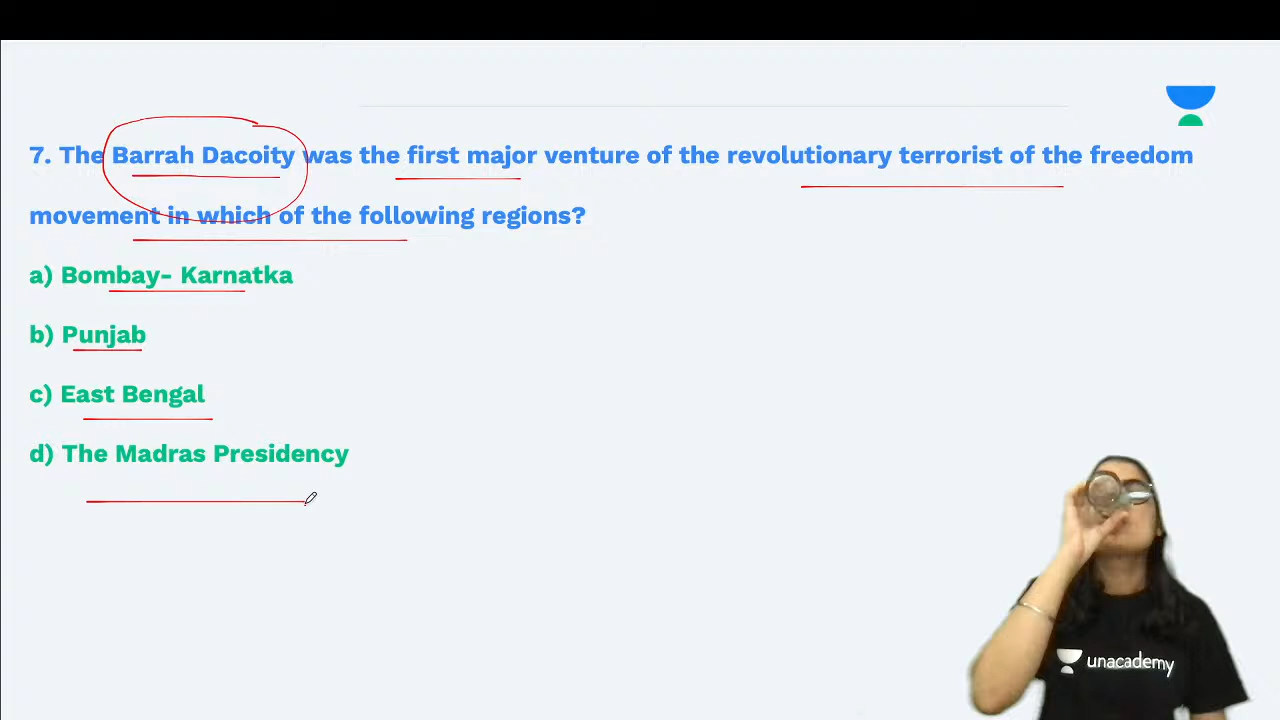 7. The Barrah Dacoity was the first major venture of the revolutionary terrorist of the freedom
movement in which of the following regions?
a) Bombay- Karnatka
b) Punjab
c) East Bengal
d) The Madras Presidency
unacademy